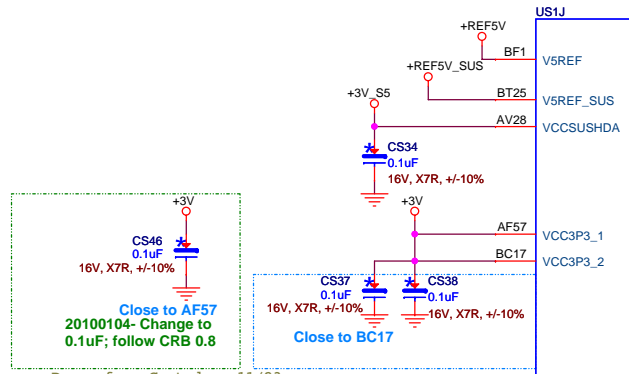 US1J
+REF5V
BF1
V5REF
+REF5V_SUS
BT25
V5REF_SUS
+3V_S5
AV28
VCCSUSHDA
CS34
0.1uF
16V, X7R, +/-10%
+3V
CS46
0.1uF
16V, X7R, +/-10%
Close to AF57
20100104- Change to
0.1uF; follow CRB 0.8
+3V
AF57
VCC3P3_1
BC17
VCC3P3_2
CS37
0.1uF
16V, X7R, +/-10%
CS38
0.1uF
16V, X7R, +/-10%
Close to BC17